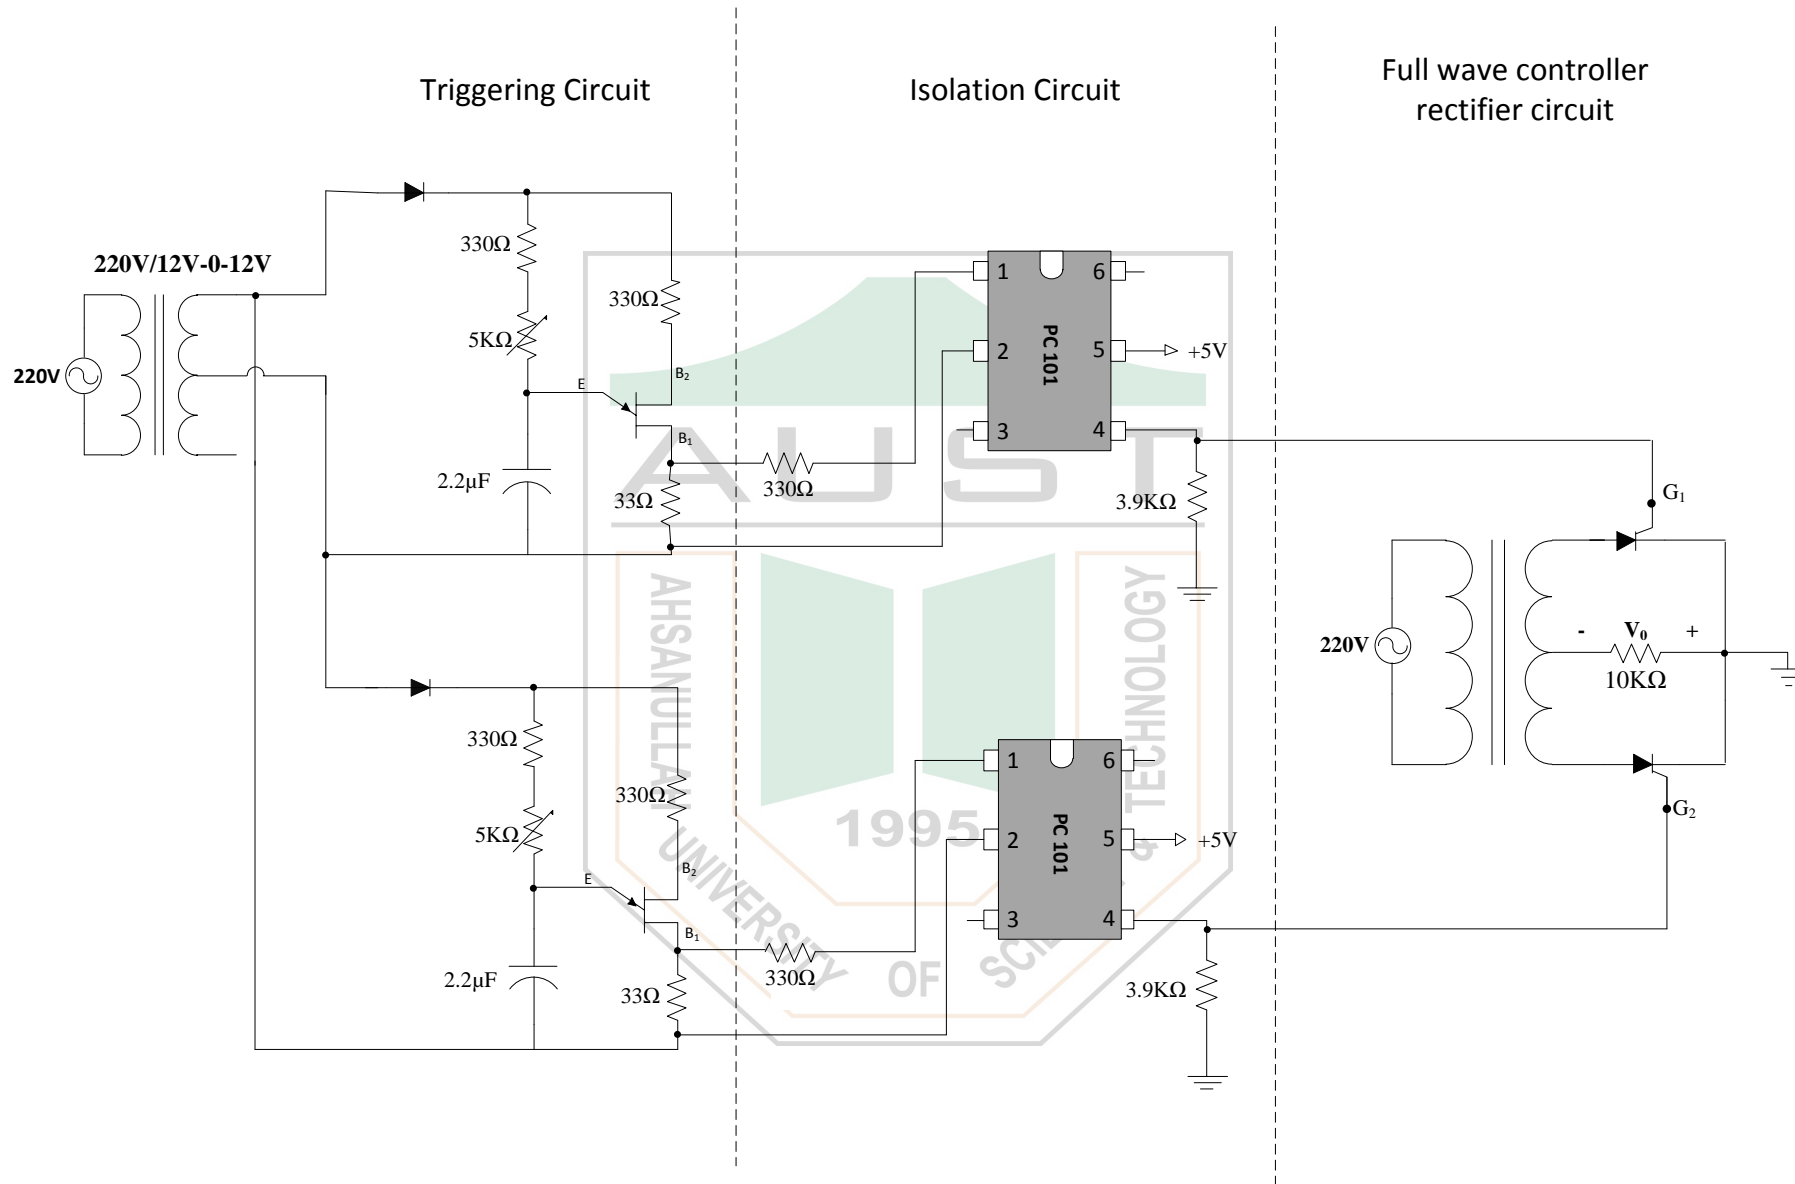 Triggering Circuit
Isolation Circuit
Full wave controller
rectifier circuit
220V/12V-0-12V
220V
330Ω
5KΩ
330Ω
E
B₂
B₁
2.2µF
33Ω
330Ω
1
2
3
4
5
6
PC 101
+5V
3.9KΩ
G₁
220V
- V₀ +
10KΩ
G₂
330Ω
5KΩ
330Ω
E
B₂
B₁
2.2µF
33Ω
330Ω
1
2
3
4
5
6
PC 101
+5V
3.9KΩ
AUST
AHSANULLAH UNIVERSITY OF SCIENCE & TECHNOLOGY
1995